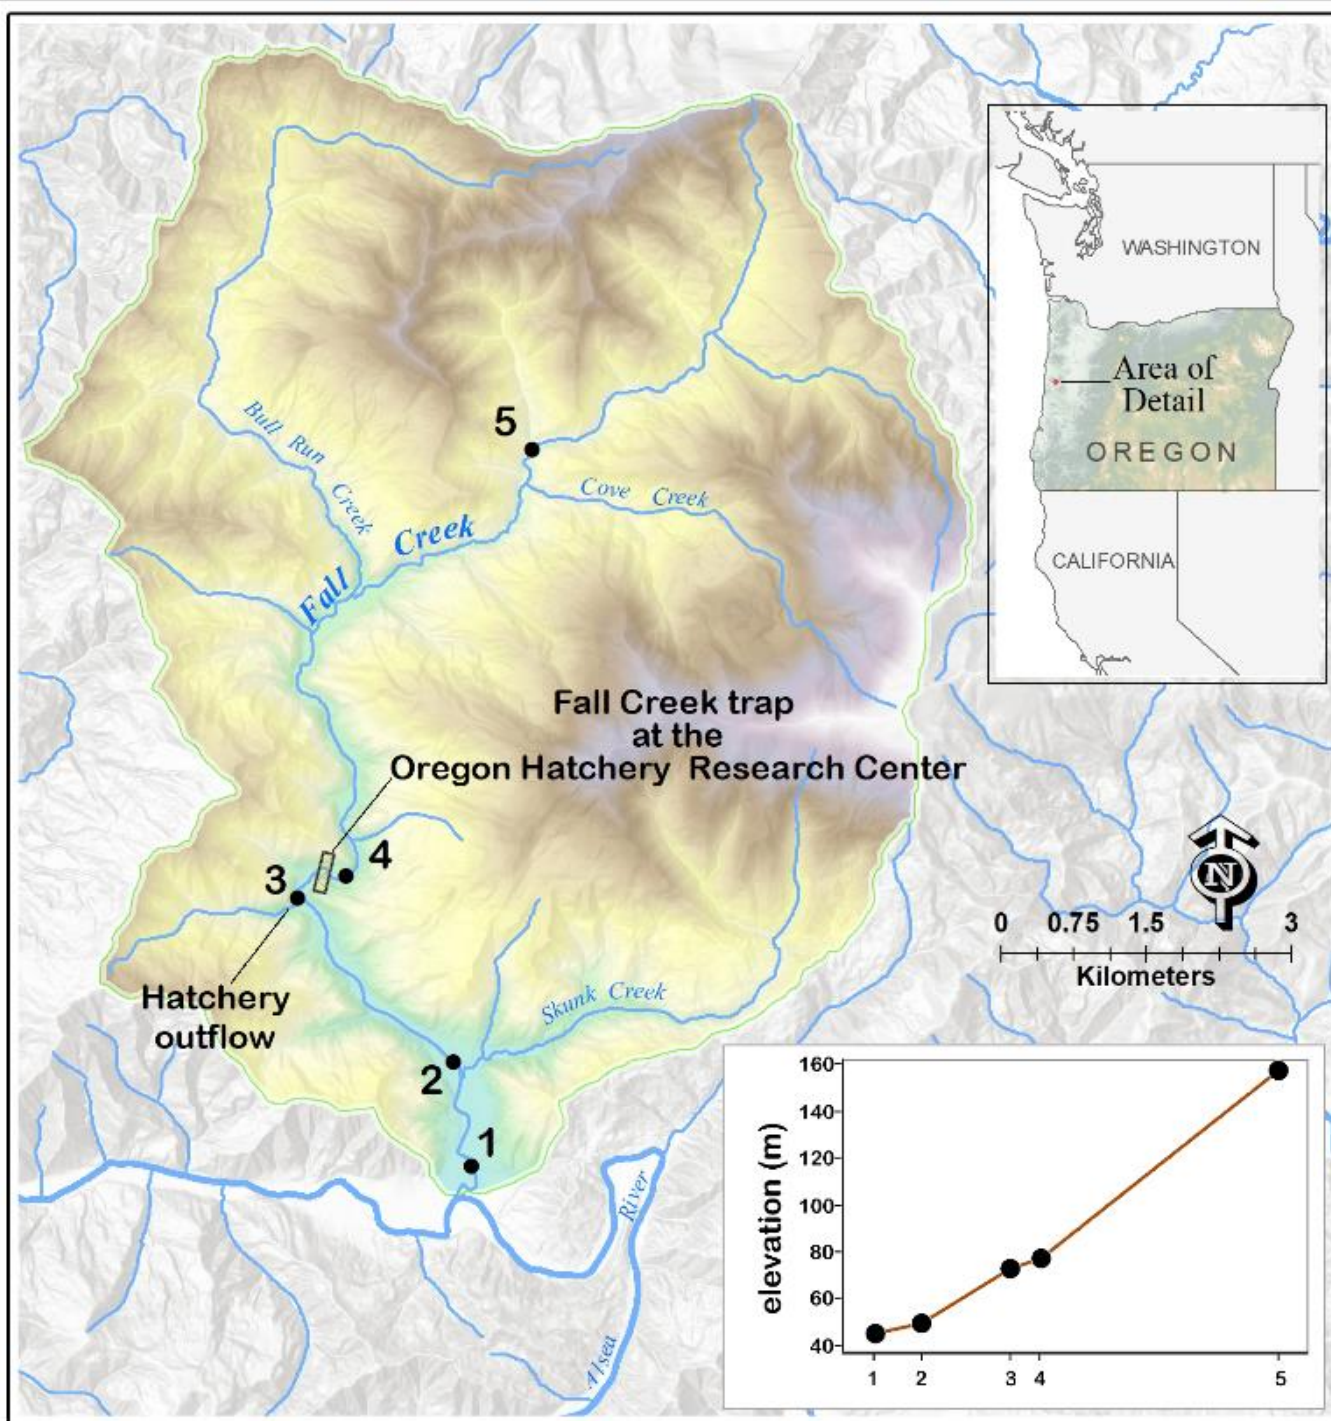 WASHINGTON
Area of
Detail
OREGON
CALIFORNIA
5
Bull Run
Creek
Cove Creek
Fall Creek
Fall Creek trap
at the
Oregon Hatchery Research Center
4
3
Hatchery
outflow
N
0 0.75 1.5 3
Kilometers
Skunk Creek
2
1
River
Alsea
elevation (m)
160
140
120
100
80
60
40
1 2 3 4 5